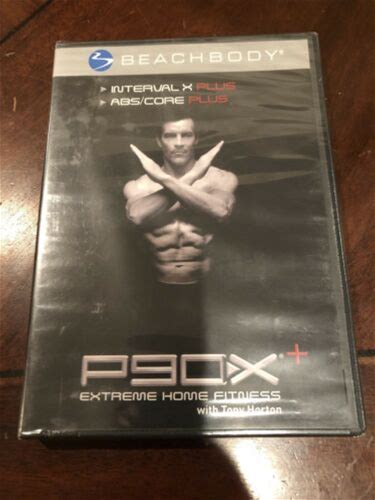 BEACHBODY®
INTERVAL X PLUS
ABS/CORE PLUS
P90X®+
EXTREME HOME FITNESS
with Tony Horton